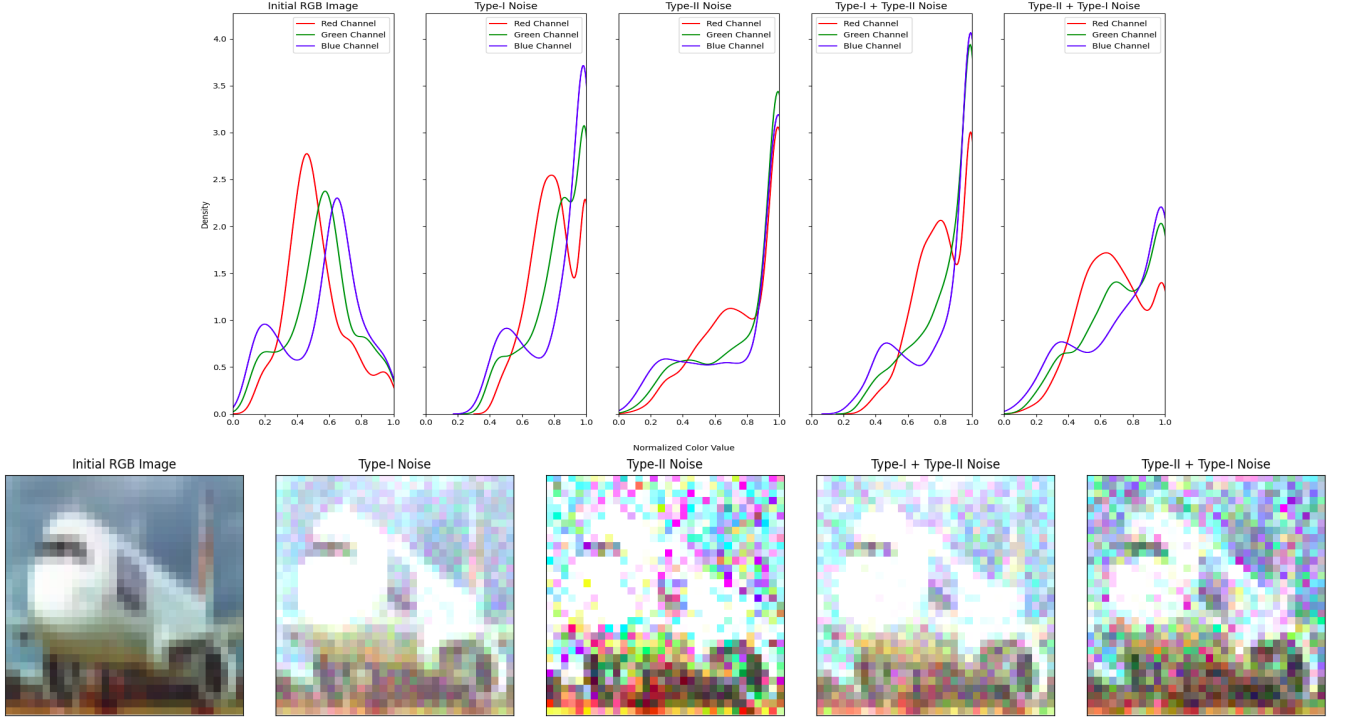 Initial RGB Image
Type-I Noise
Type-II Noise
Type-I + Type-II Noise
Type-II + Type-I Noise
Red Channel
Green Channel
Blue Channel
Red Channel
Green Channel
Blue Channel
Red Channel
Green Channel
Blue Channel
Red Channel
Green Channel
Blue Channel
Red Channel
Green Channel
Blue Channel
Density
4.0
3.5
3.0
2.5
2.0
1.5
1.0
0.5
0.0
0.0 0.2 0.4 0.6 0.8 1.0
0.0 0.2 0.4 0.6 0.8 1.0
0.0 0.2 0.4 0.6 0.8 1.0
0.0 0.2 0.4 0.6 0.8 1.0
0.0 0.2 0.4 0.6 0.8 1.0
Normalized Color Value
Initial RGB Image
Type-I Noise
Type-II Noise
Type-I + Type-II Noise
Type-II + Type-I Noise